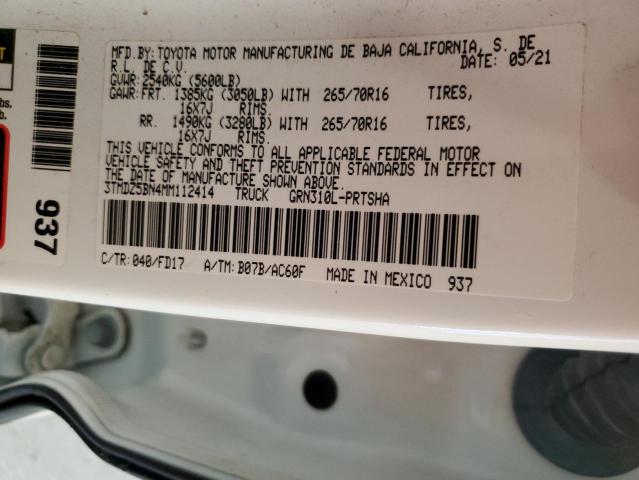 MFD.BY: TOYOTA MOTOR MANUFACTURING DE BAJA CALIFORNIA, S. DE
R.L. DE C.V. DATE: 05/21
GVWR: 2540KG (5600LB)
GAWR: FRT. 1385KG (3050LB) WITH 265/70R16 TIRES,
16X7J RIMS.
RR. 1490KG (3280LB) WITH 265/70R16 TIRES,
16X7J RIMS.
THIS VEHICLE CONFORMS TO ALL APPLICABLE FEDERAL MOTOR
VEHICLE SAFETY AND THEFT PREVENTION STANDARDS IN EFFECT ON
THE DATE OF MANUFACTURE SHOWN ABOVE.
3TMDZ5BN4MM112414 TRUCK GRN310L-PRTSHA
C/TR: 040/FD17 A/TM: B07B/AC60F MADE IN MEXICO 937
937
bs.
b.